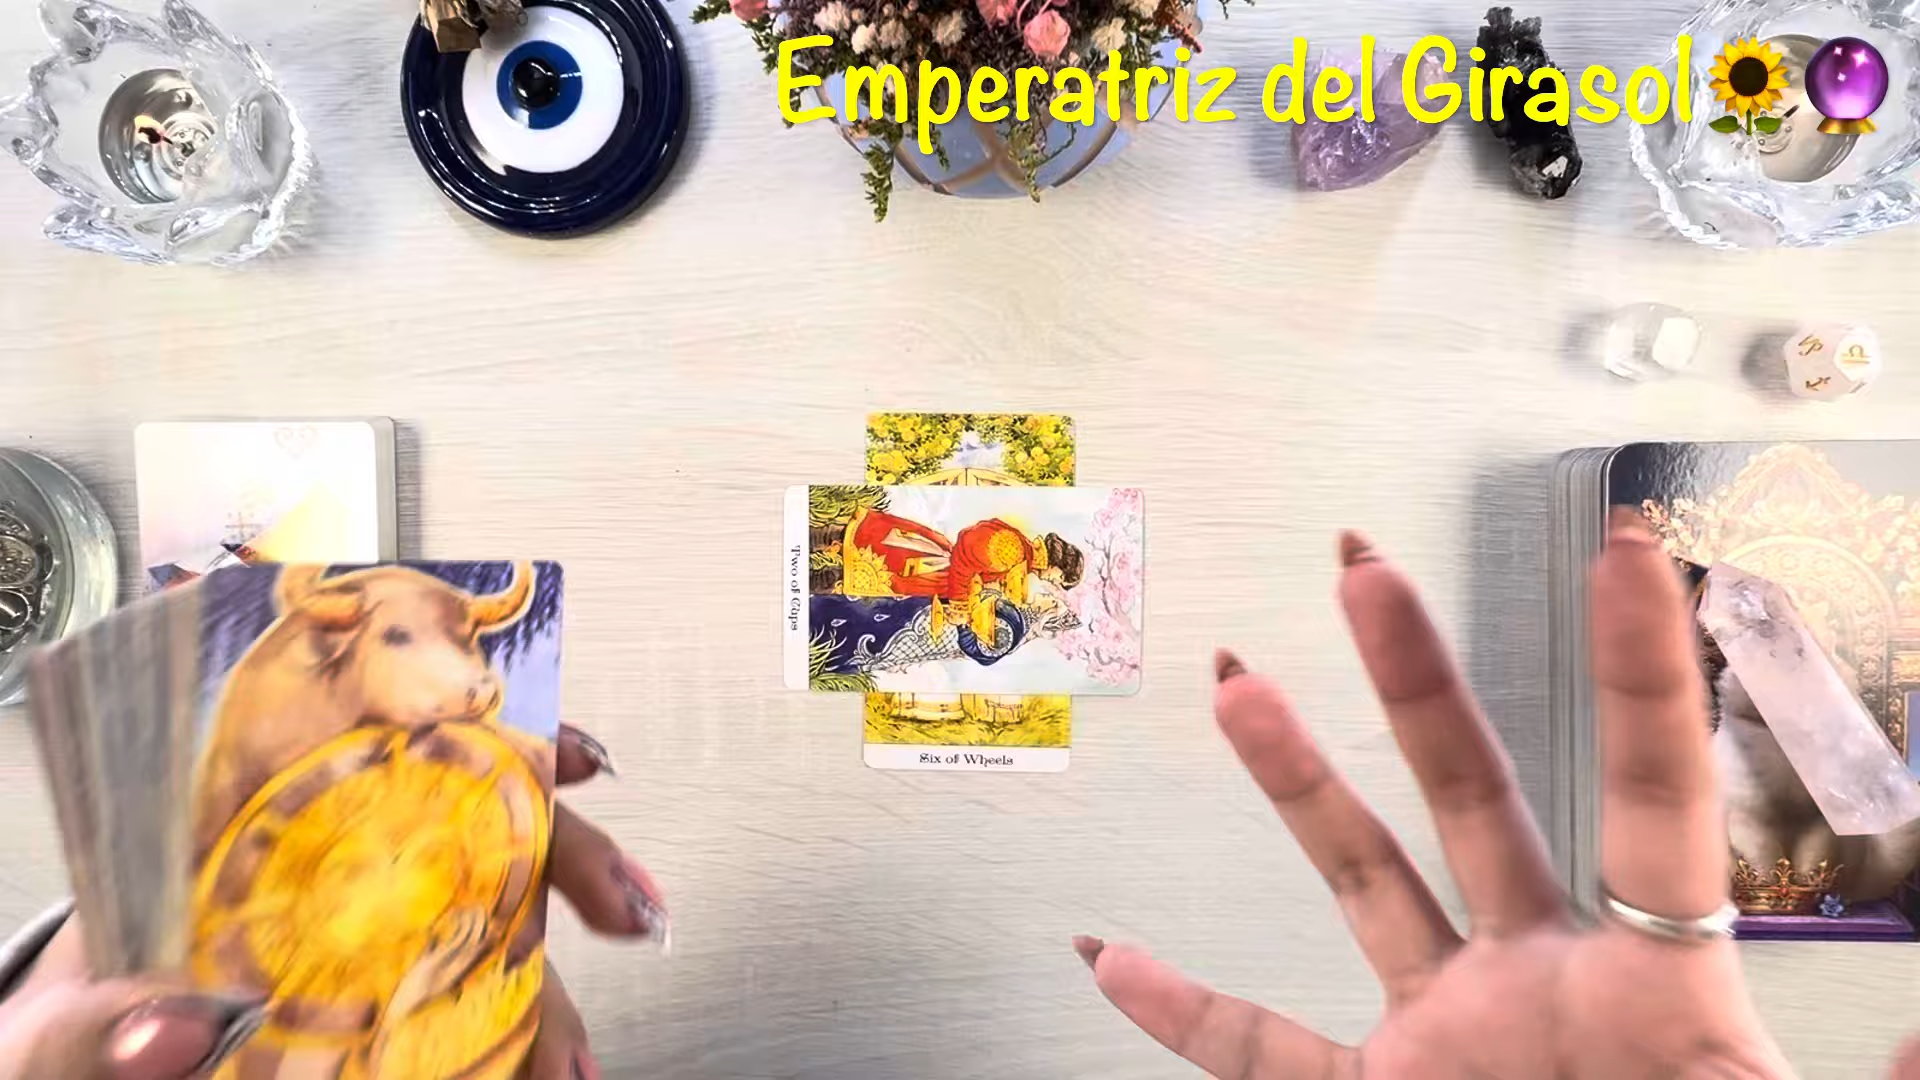 Emperatriz del Girasol
Two of Cups
Six of Wheels